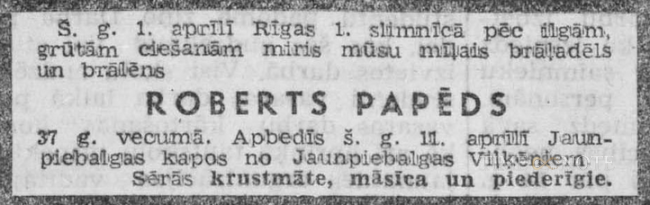 Š. g. 1. aprīlī Rīgas 1. slimnīcā pēc ilgām,
grūtām ciešanām miris mūsu mīļais brāļadēls
un brālēns
ROBERTS PAPĒDS
37 g. vecumā. Apbedīs š. g. 11. aprīlī Jaun-
piebalgas kapos no Jaunpiebalgas Viļķēniem.
Sērās krustmāte, māsīca un piederīgie.